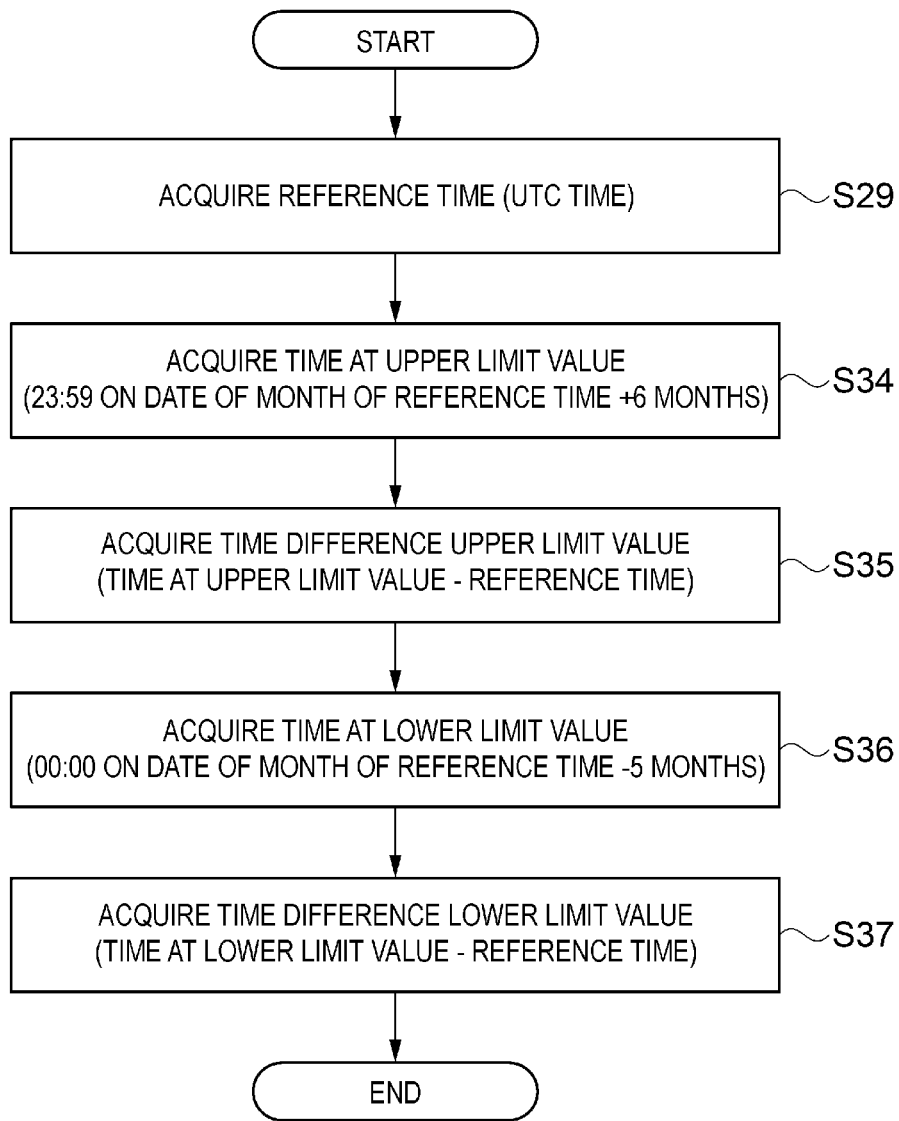 START
ACQUIRE REFERENCE TIME (UTC TIME)
S29
ACQUIRE TIME AT UPPER LIMIT VALUE
(23:59 ON DATE OF MONTH OF REFERENCE TIME +6 MONTHS)
S34
ACQUIRE TIME DIFFERENCE UPPER LIMIT VALUE
(TIME AT UPPER LIMIT VALUE - REFERENCE TIME)
S35
ACQUIRE TIME AT LOWER LIMIT VALUE
(00:00 ON DATE OF MONTH OF REFERENCE TIME -5 MONTHS)
S36
ACQUIRE TIME DIFFERENCE LOWER LIMIT VALUE
(TIME AT LOWER LIMIT VALUE - REFERENCE TIME)
S37
END